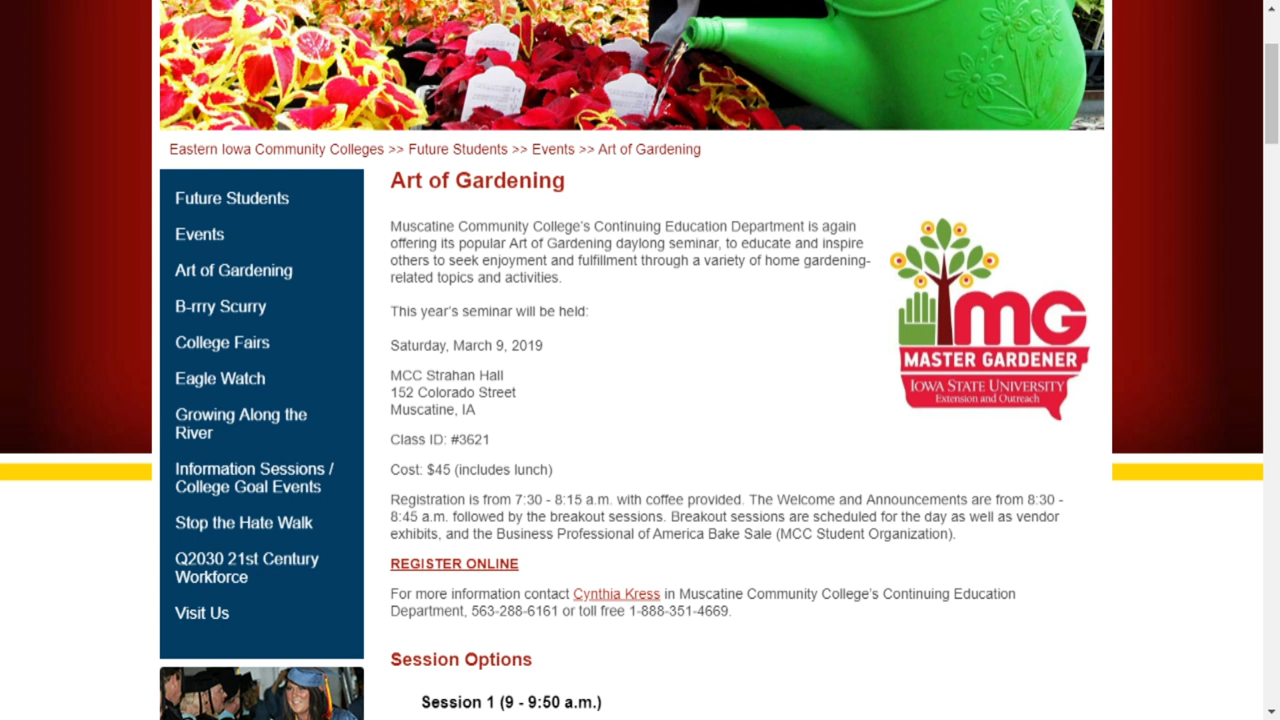 Eastern Iowa Community Colleges >> Future Students >> Events >> Art of Gardening
Future Students
Events
Art of Gardening
B-rrry Scurry
College Fairs
Eagle Watch
Growing Along the
River
Information Sessions /
College Goal Events
Stop the Hate Walk
Q2030 21st Century
Workforce
Visit Us
Art of Gardening
Muscatine Community College's Continuing Education Department is again
offering its popular Art of Gardening daylong seminar, to educate and inspire
others to seek enjoyment and fulfillment through a variety of home gardening-
related topics and activities.
This year's seminar will be held:
Saturday, March 9, 2019
MCC Strahan Hall
152 Colorado Street
Muscatine, IA
Class ID: #3621
Cost: $45 (includes lunch)
MG
MASTER GARDENER
IOWA STATE UNIVERSITY
Extension and Outreach
Registration is from 7:30 - 8:15 a.m. with coffee provided. The Welcome and Announcements are from 8:30 -
8:45 a.m. followed by the breakout sessions. Breakout sessions are scheduled for the day as well as vendor
exhibits, and the Business Professional of America Bake Sale (MCC Student Organization).
REGISTER ONLINE
For more information contact Cynthia Kress in Muscatine Community College's Continuing Education
Department, 563-288-6161 or toll free 1-888-351-4669.
Session Options
Session 1 (9 - 9:50 a.m.)